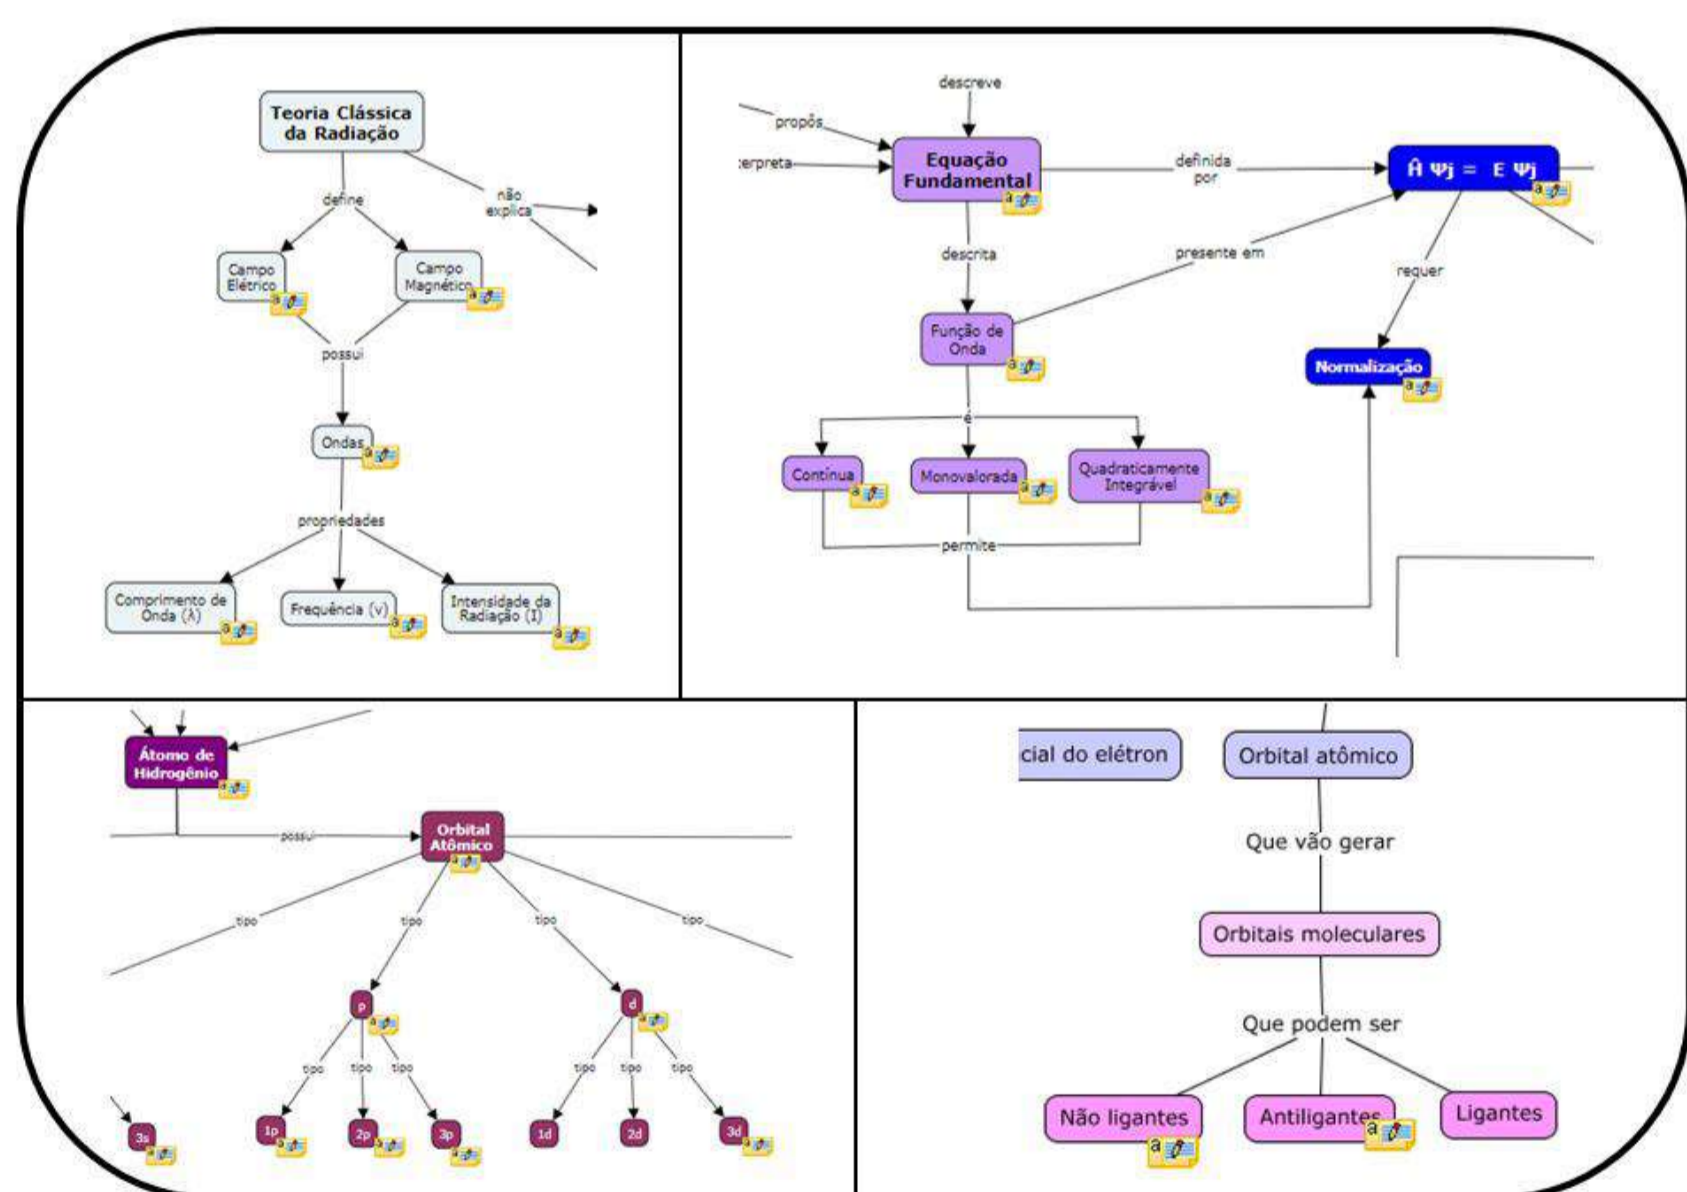 Teoria Clássica
da Radiação
define
não
explica
Campo
Elétrico
Campo
Magnético
possui
Ondas
propriedades
Comprimento de
Onda (λ)
Frequência (v)
Intensidade da
Radiação (I)
descreve
propôs
erpreta
Equação
Fundamental
definida
por
Ĥ Ψj = E Ψj
descrita
presente em
requer
Função de
Onda
Normalização
é
Contínua
Monovalorada
Quadraticamente
Integrável
permite
Átomo de
Hidrogênio
possui
Orbital
Atômico
tipo
tipo
tipo
tipo
p
d
tipo
tipo
tipo
tipo
tipo
tipo
3s
1p
2p
3p
1d
2d
3d
cial do elétron
Orbital atômico
Que vão gerar
Orbitais moleculares
Que podem ser
Não ligantes
Antiligantes
Ligantes